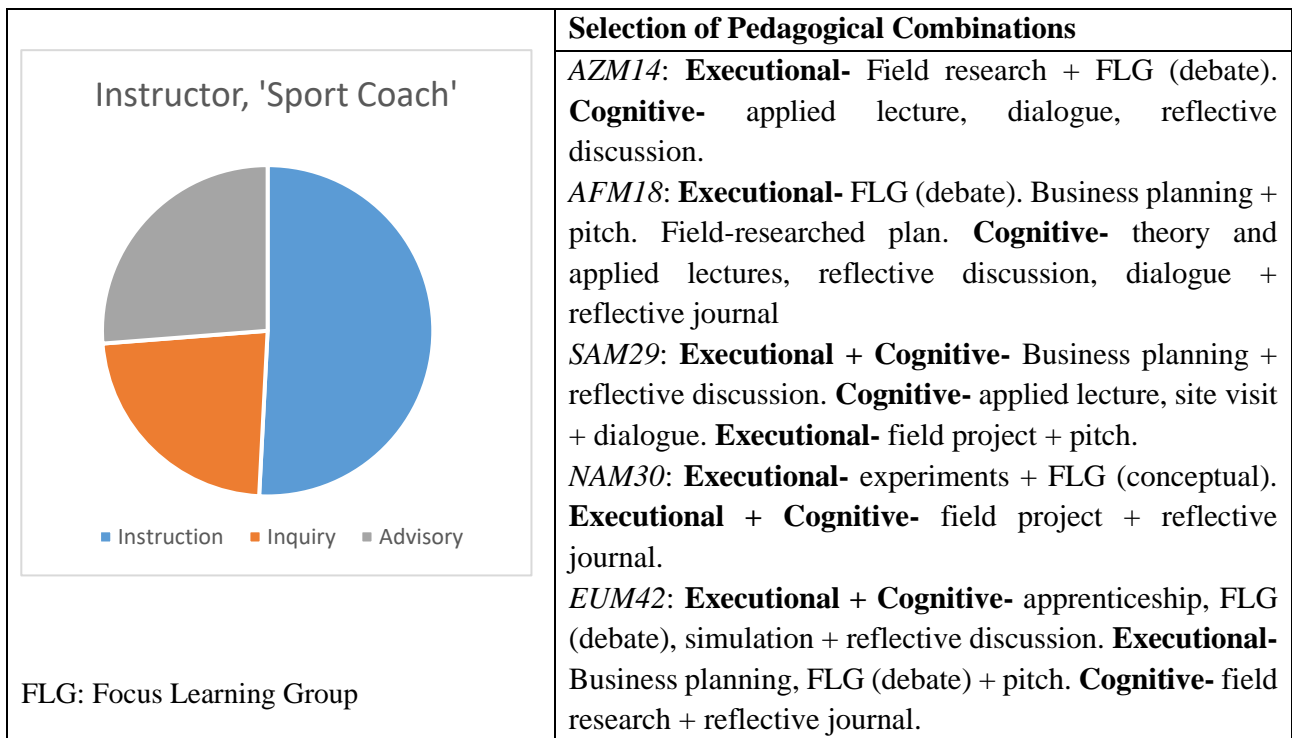 Instructor, 'Sport Coach'
Instruction Inquiry Advisory
FLG: Focus Learning Group
Selection of Pedagogical Combinations
AZM14: Executional- Field research + FLG (debate).
Cognitive- applied lecture, dialogue, reflective
discussion.
AFM18: Executional- FLG (debate). Business planning +
pitch. Field-researched plan. Cognitive- theory and
applied lectures, reflective discussion, dialogue +
reflective journal
SAM29: Executional + Cognitive- Business planning +
reflective discussion. Cognitive- applied lecture, site visit
+ dialogue. Executional- field project + pitch.
NAM30: Executional- experiments + FLG (conceptual).
Executional + Cognitive- field project + reflective
journal.
EUM42: Executional + Cognitive- apprenticeship, FLG
(debate), simulation + reflective discussion. Executional-
Business planning, FLG (debate) + pitch. Cognitive- field
research + reflective journal.